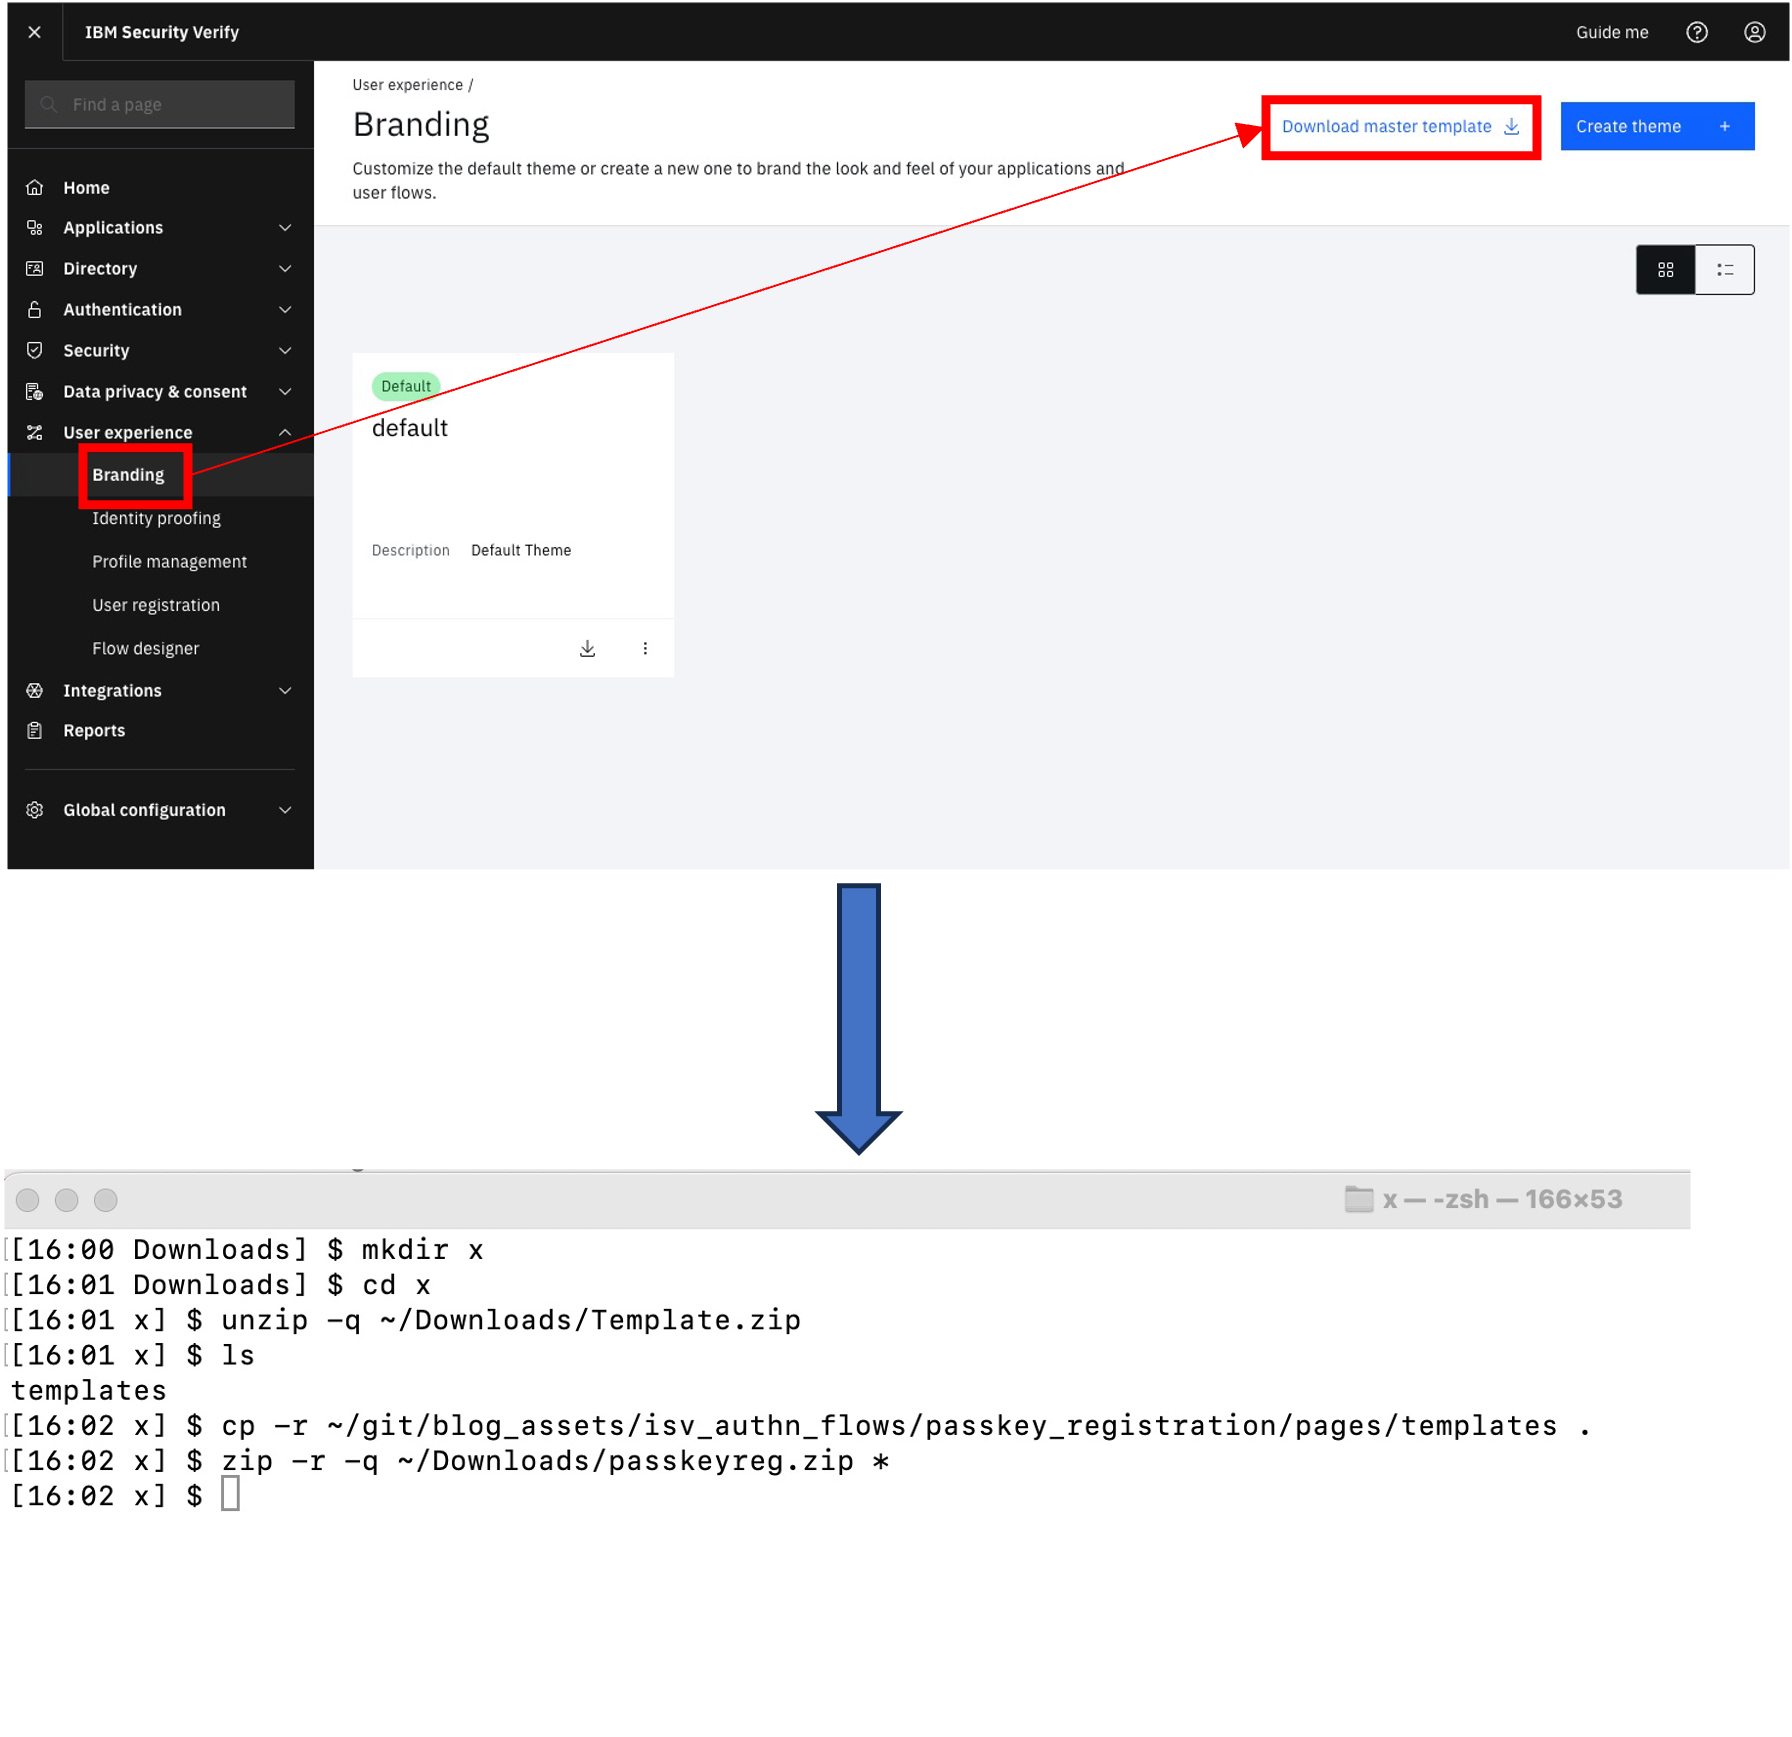 IBM Security Verify
Guide me
Find a page
Home
Applications
Directory
Authentication
Security
Data privacy & consent
User experience
Branding
Identity proofing
Profile management
User registration
Flow designer
Integrations
Reports
Global configuration
User experience /
Branding
Customize the default theme or create a new one to brand the look and feel of your applications and
user flows.
Download master template
Create theme +
Default
default
Description Default Theme
x — -zsh — 166×53
[[16:00 Downloads] $ mkdir x
[[16:01 Downloads] $ cd x
[[16:01 x] $ unzip -q ~/Downloads/Template.zip
[[16:01 x] $ ls
templates
[[16:02 x] $ cp -r ~/git/blog_assets/isv_authn_flows/passkey_registration/pages/templates .
[[16:02 x] $ zip -r -q ~/Downloads/passkeyreg.zip *
[16:02 x] $